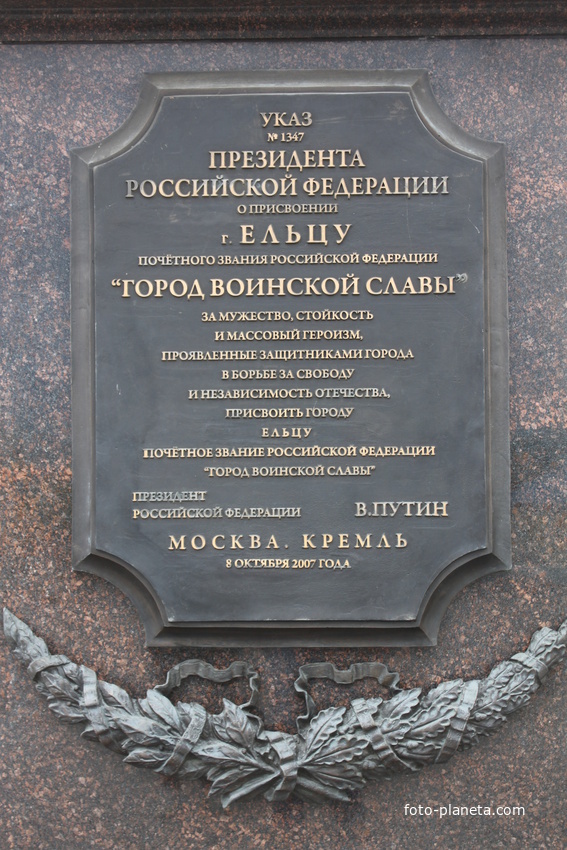 УКАЗ
№ 1347
ПРЕЗИДЕНТА
РОССИЙСКОЙ ФЕДЕРАЦИИ
О ПРИСВОЕНИИ
г. ЕЛЬЦУ
ПОЧЁТНОГО ЗВАНИЯ РОССИЙСКОЙ ФЕДЕРАЦИИ
“ГОРОД ВОИНСКОЙ СЛАВЫ”
ЗА МУЖЕСТВО, СТОЙКОСТЬ
И МАССОВЫЙ ГЕРОИЗМ,
ПРОЯВЛЕННЫЕ ЗАЩИТНИКАМИ ГОРОДА
В БОРЬБЕ ЗА СВОБОДУ
И НЕЗАВИСИМОСТЬ ОТЕЧЕСТВА,
ПРИСВОИТЬ ГОРОДУ
ЕЛЬЦУ
ПОЧЁТНОЕ ЗВАНИЕ РОССИЙСКОЙ ФЕДЕРАЦИИ
“ГОРОД ВОИНСКОЙ СЛАВЫ”
ПРЕЗИДЕНТ
РОССИЙСКОЙ ФЕДЕРАЦИИ В.ПУТИН
МОСКВА. КРЕМЛЬ
8 ОКТЯБРЯ 2007 ГОДА
foto-planeta.com